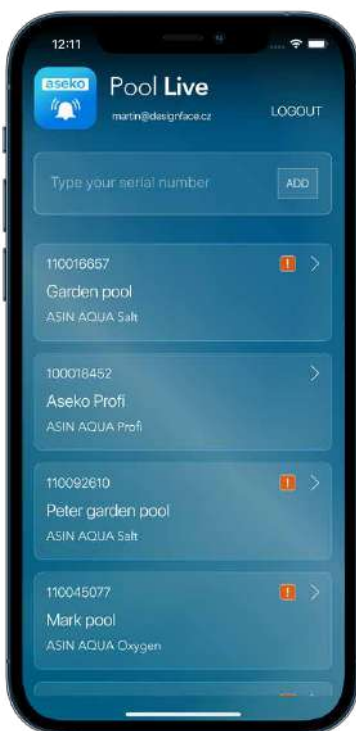 12:11
aseko
Pool Live
martin@designface.cz
LOGOUT
Type your serial number
ADD
110016657
!
Garden pool
ASIN AQUA Salt
100018452
Aseko Profi
ASIN AQUA Profi
110092610
!
Peter garden pool
ASIN AQUA Salt
110045077
!
Mark pool
ASIN AQUA Oxygen